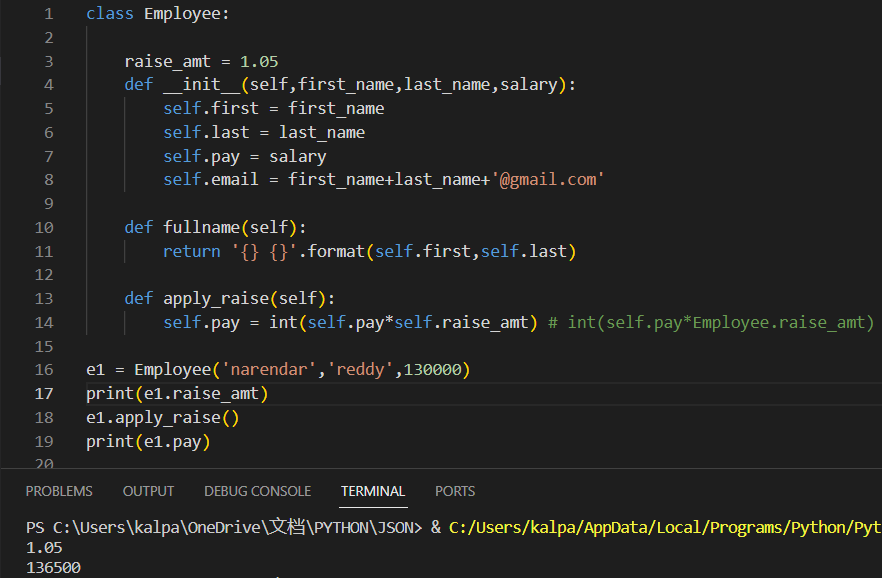 1 class Employee:
2
3 raise_amt = 1.05
4 def __init__(self,first_name,last_name,salary):
5 self.first = first_name
6 self.last = last_name
7 self.pay = salary
8 self.email = first_name+last_name+'@gmail.com'
9
10 def fullname(self):
11 return '{} {}'.format(self.first,self.last)
12
13 def apply_raise(self):
14 self.pay = int(self.pay*self.raise_amt) # int(self.pay*Employee.raise_amt)
15
16 e1 = Employee('narendar','reddy',130000)
17 print(e1.raise_amt)
18 e1.apply_raise()
19 print(e1.pay)
20
PROBLEMS OUTPUT DEBUG CONSOLE TERMINAL PORTS
PS C:\Users\kalpa\OneDrive\文档\PYTHON\JSON> & C:/Users/kalpa/AppData/Local/Programs/Python/Pyt
1.05
136500